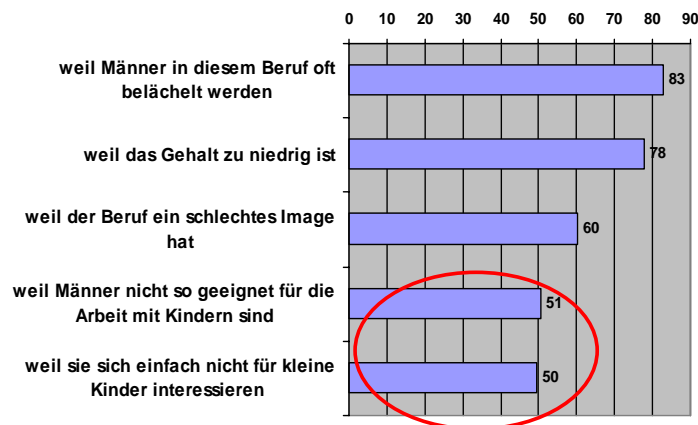 0 10 20 30 40 50 60 70 80 90
weil Männer in diesem Beruf oft
belächelt werden
83
weil das Gehalt zu niedrig ist
78
weil der Beruf ein schlechtes Image
hat
60
weil Männer nicht so geeignet für die
Arbeit mit Kindern sind
51
weil sie sich einfach nicht für kleine
Kinder interessieren
50